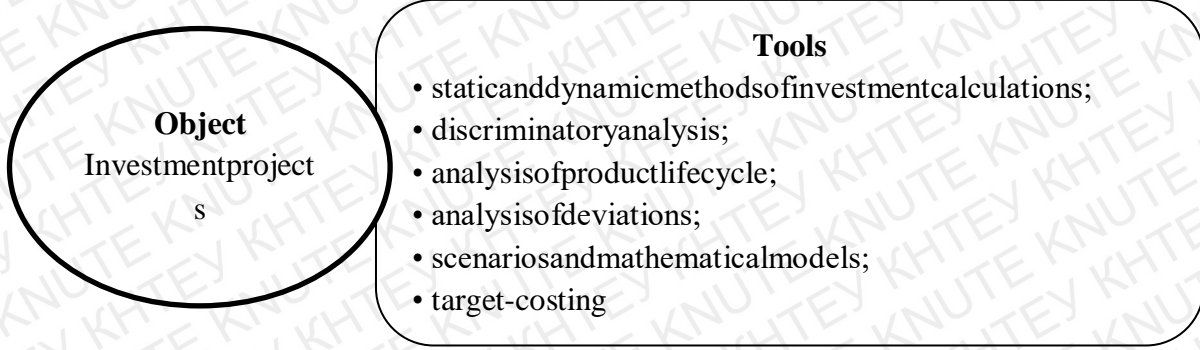 Object
Investmentproject
s
Tools
• staticanddynamicmethodsofinvestmentcalculations;
• discriminatoryanalysis;
• analysisofproductlifecycle;
• analysisofdeviations;
• scenariosandmathematicalmodels;
• target-costing